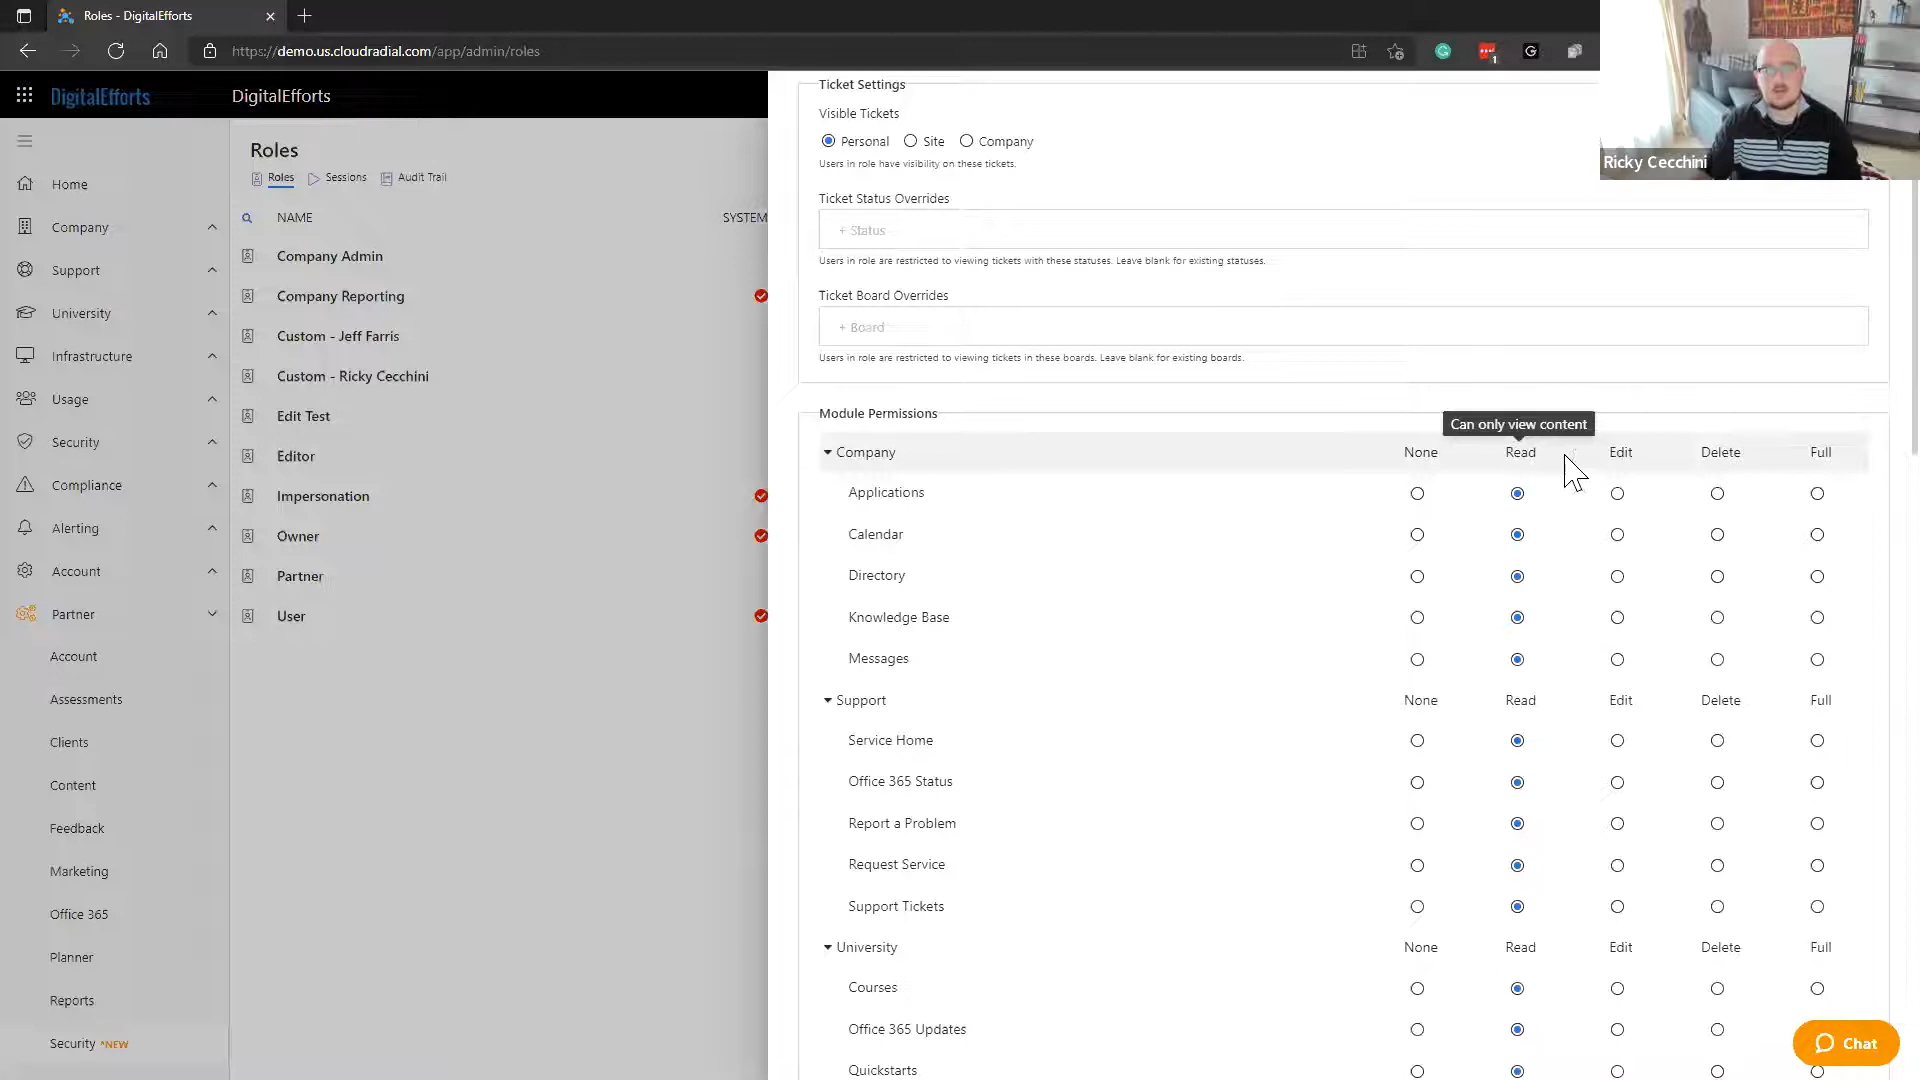 Roles - DigitalEfforts
https://demo.us.cloudradial.com/app/admin/roles
1
DigitalEfforts
DigitalEfforts
Home
Company
Support
University
Infrastructure
Usage
Security
Compliance
Alerting
Account
Partner
Account
Assessments
Clients
Content
Feedback
Marketing
Office 365
Planner
Reports
Security *NEW
Roles
Roles Sessions Audit Trail
NAME SYSTEM
Company Admin
Company Reporting
Custom - Jeff Farris
Custom - Ricky Cecchini
Edit Test
Editor
Impersonation
Owner
Partner
User
Ticket Settings
Visible Tickets
Personal Site Company
Users in role have visibility on these tickets.
Ticket Status Overrides
+ Status
Users in role are restricted to viewing tickets with these statuses. Leave blank for existing statuses.
Ticket Board Overrides
+ Board
Users in role are restricted to viewing tickets in these boards. Leave blank for existing boards.
Module Permissions
Can only view content
Company None Read Edit Delete Full
Applications
Calendar
Directory
Knowledge Base
Messages
Support None Read Edit Delete Full
Service Home
Office 365 Status
Report a Problem
Request Service
Support Tickets
University None Read Edit Delete Full
Courses
Office 365 Updates
Quickstarts
Chat
Ricky Cecchini